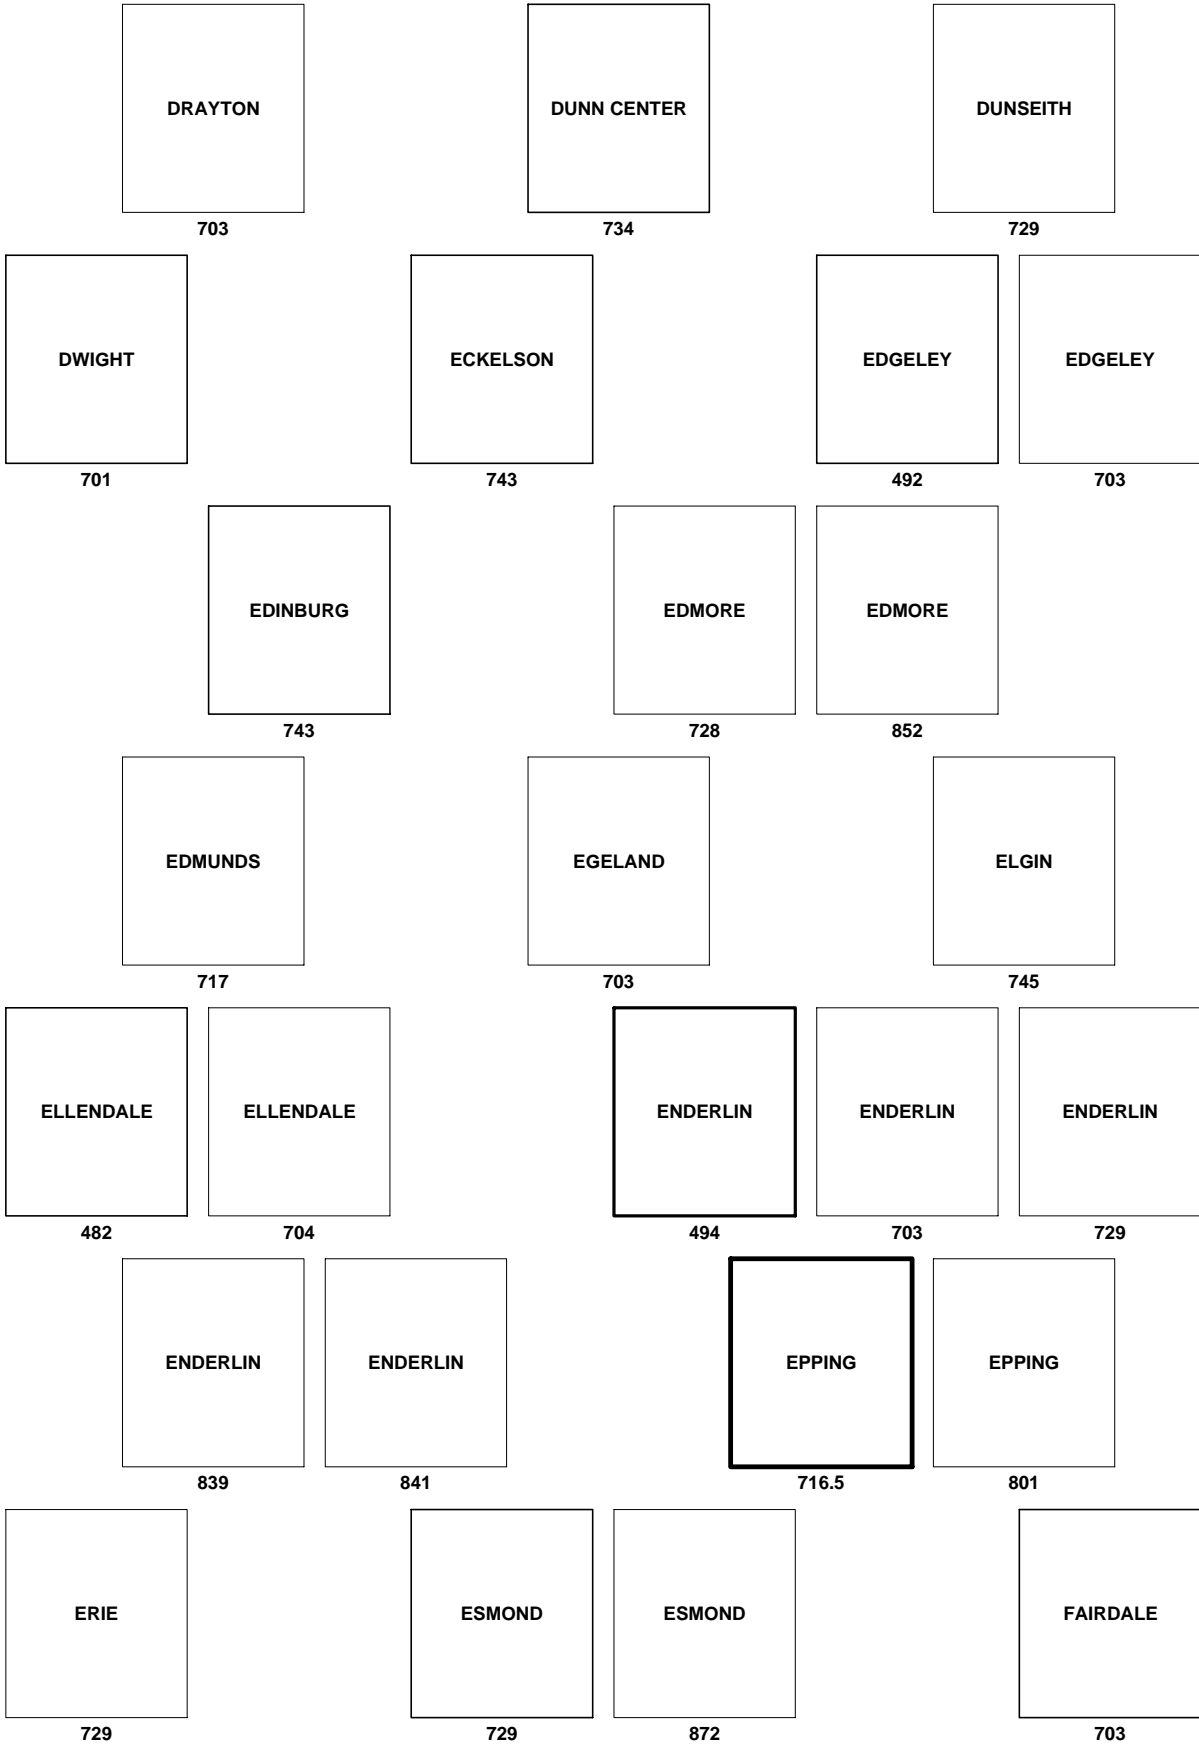 DRAYTON DUNN CENTER DUNSEITH
703 734 729
DWIGHT ECKELSON EDGELEY EDGELEY
701 743 492 703
EDINBURG EDMORE EDMORE
743 728 852
EDMUNDS EGELAND ELGIN
717 703 745
ELLENDALE ELLENDALE ENDERLIN ENDERLIN ENDERLIN
482 704 494 703 729
ENDERLIN ENDERLIN EPPING EPPING
839 841 716.5 801
ERIE ESMOND ESMOND FAIRDALE
729 729 872 703